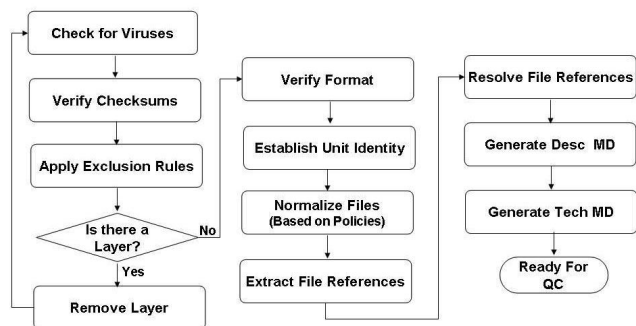 Check for Viruses
Verify Checksums
Apply Exclusion Rules
Is there a
Layer?
No
Yes
Remove Layer
Verify Format
Establish Unit Identity
Normalize Files
(Based on Policies)
Extract File References
Resolve File References
Generate Desc MD
Generate Tech MD
Ready For
QC